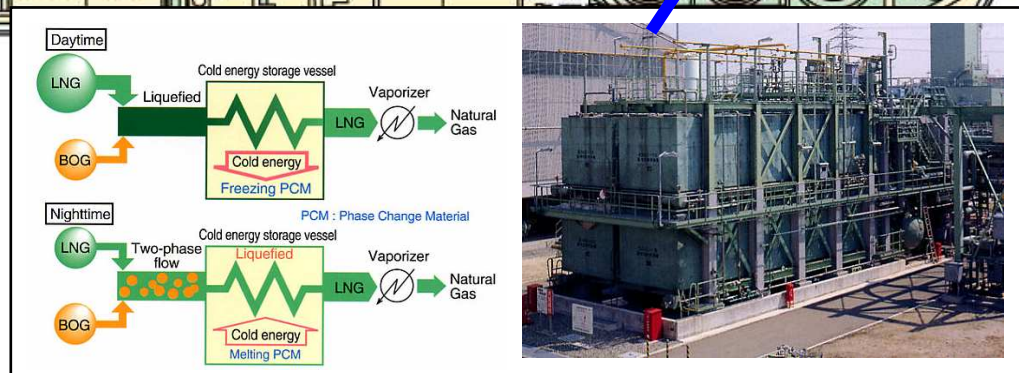 Daytime
LNG
Liquefied
Cold energy storage vessel
BOG
LNG
Vaporizer
Natural
Gas
Cold energy
Freezing PCM
PCM : Phase Change Material
Nighttime
LNG
Two-phase
flow
Cold energy storage vessel
Liquefied
BOG
LNG
Vaporizer
Natural
Gas
Cold energy
Melting PCM